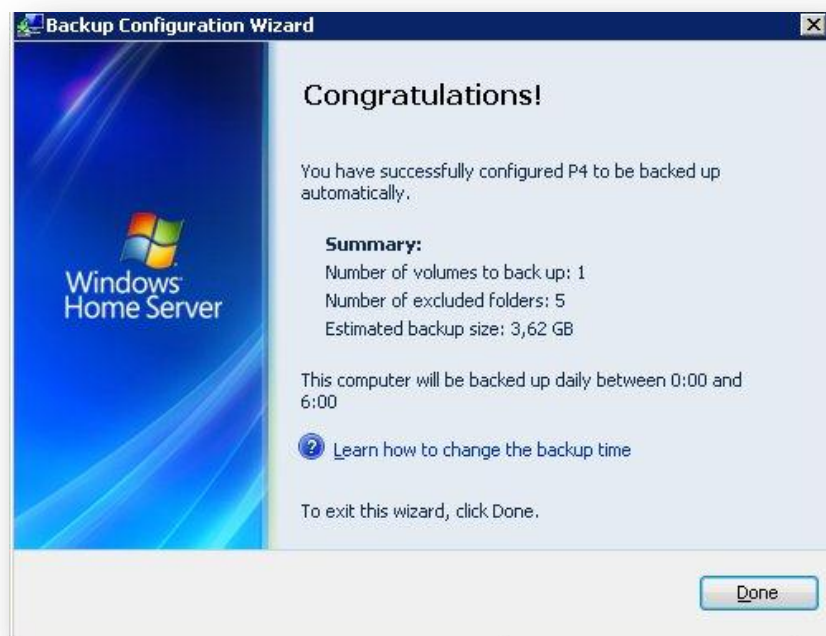 Backup Configuration Wizard
Congratulations!
You have successfully configured P4 to be backed up
automatically.
Summary:
Number of volumes to back up: 1
Number of excluded folders: 5
Estimated backup size: 3,62 GB
Windows
Home Server
This computer will be backed up daily between 0:00 and
6:00
Learn how to change the backup time
To exit this wizard, click Done.
Done